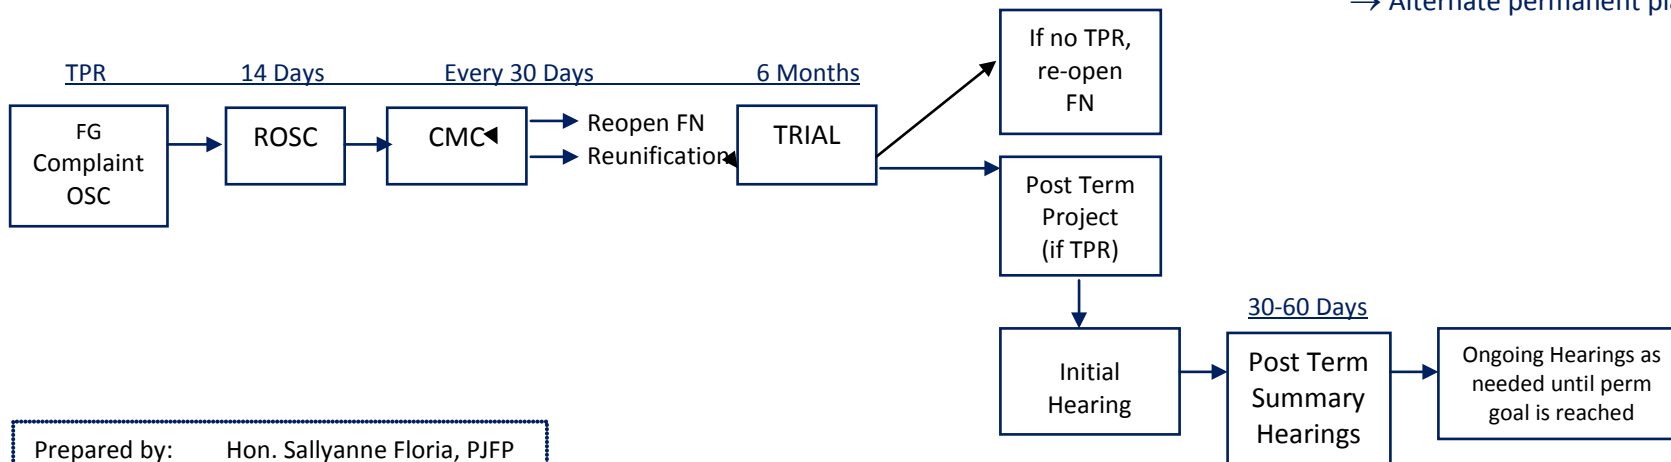 → Alternate permanent
TPR 14 Days Every 30 Days 6 Months
FG
Complaint
OSC
ROSC
CMC
Reopen FN
Reunification
TRIAL
If no TPR,
re-open
FN
Post Term
Project
(if TPR)
Initial
Hearing
30-60 Days
Post Term
Summary
Hearings
Ongoing Hearings as
needed until perm
goal is reached
Prepared by: Hon. Sallyanne Floria, PJFP